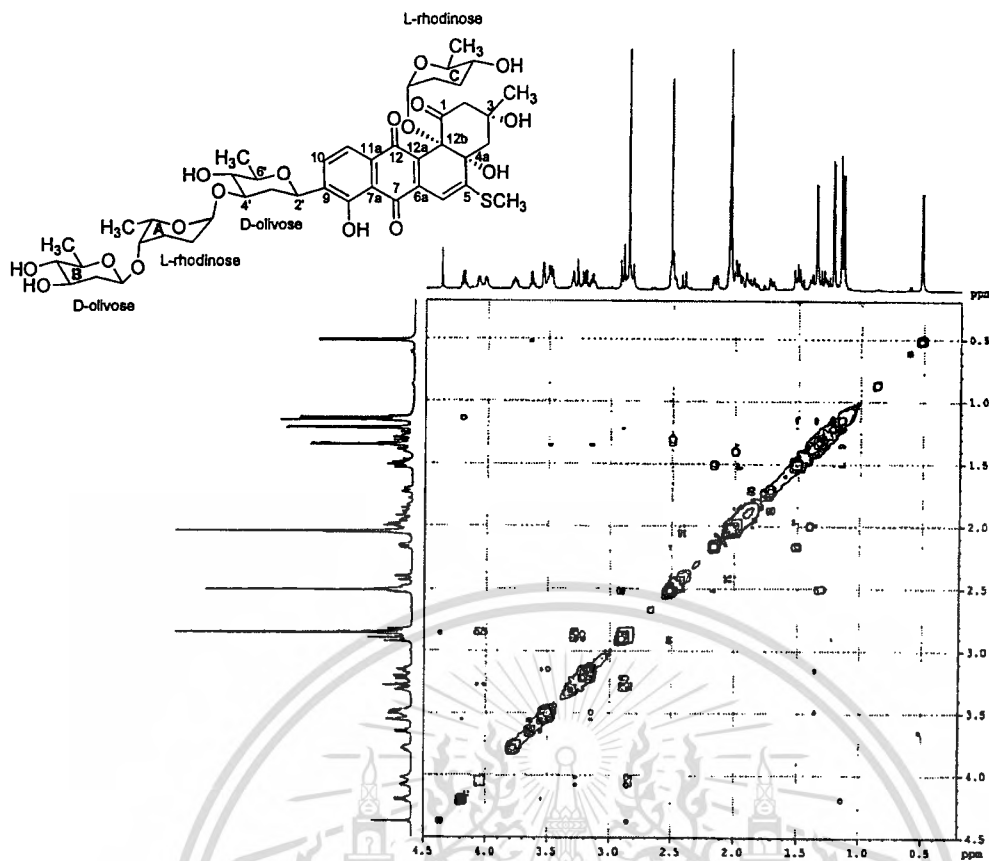 L-rhodinose
CH3
O
C
OH
O
1
CH3
3
OH
O
O
12b
11a
12
12a
10
4a
OH
CH3
HO
6'
O
9
7a
7
6a
5
O
4'
2'
SCH3
OH
O
D-olivose
CH3
A
O
L-rhodinose
CH3
HO
B
O
HO
O
D-olivose
ppm
0.5
1.0
1.5
2.0
2.5
3.0
3.5
4.0
4.5
4.5 4.0 3.5 3.0 2.5 2.0 1.5 1.0 0.5 ppm